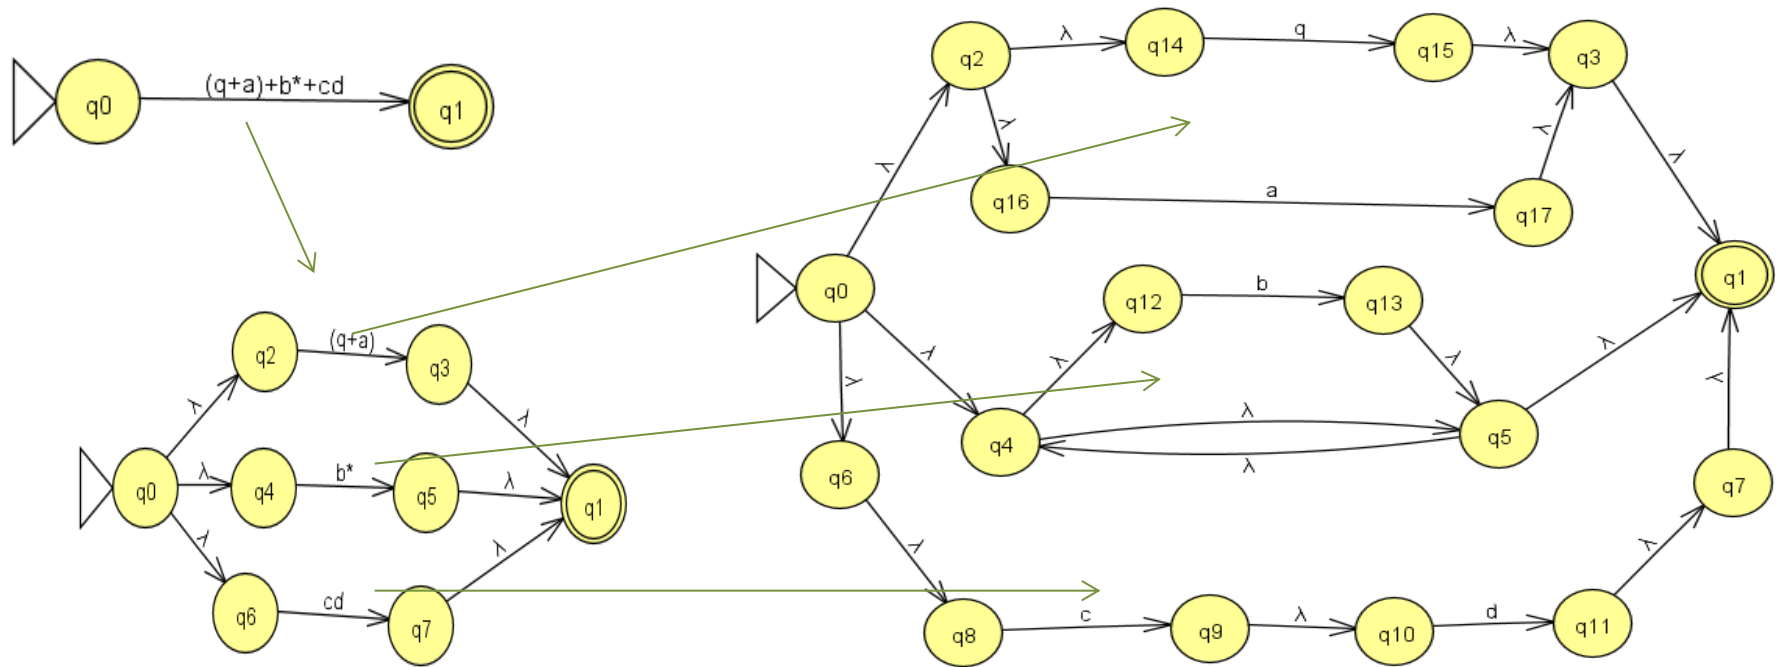 q0
(q+a)+b*+cd
q1
q2
(q+a)
q3
λ
λ
q0
λ
q4
b*
q5
λ
q1
λ
λ
q6
cd
q7
q2
λ
q14
q
q15
λ
q3
λ
λ
λ
λ
q16
a
q17
q0
q1
q12
b
q13
λ
λ
λ
λ
λ
q4
λ
λ
q5
q6
λ
q7
λ
λ
q8
c
q9
λ
q10
d
q11